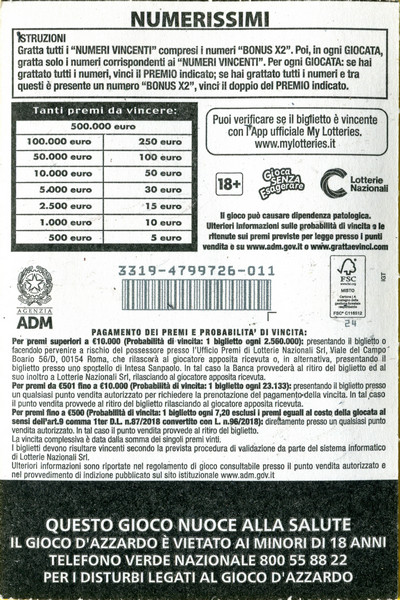 NUMERISSIMI
ISTRUZIONI
Gratta tutti i "NUMERI VINCENTI" compresi i numeri "BONUS X2". Poi, in ogni GIOCATA,
gratta solo i numeri corrispondenti ai "NUMERI VINCENTI". Per ogni GIOCATA: se hai
grattato tutti i numeri, vinci il PREMIO indicato; se hai grattato tutti i numeri e tra
questi è presente un numero "BONUS X2", vinci il doppio del PREMIO indicato.
Tanti premi da vincere:
500.000 euro
100.000 euro 250 euro
50.000 euro 100 euro
10.000 euro 50 euro
5.000 euro 30 euro
2.500 euro 15 euro
1.000 euro 10 euro
500 euro 5 euro
Puoi verificare se il biglietto è vincente
con l'App ufficiale My Lotteries.
www.mylotteries.it
18+
Gioca
SENZA
Esagerare
Lotterie
Nazionali
Il gioco può causare dipendenza patologica.
Ulteriori informazioni sulle probabilità di vincita e le
ritenute sui premi previste per legge presso i punti
vendita e su www.adm.gov.it o www.grattaevinci.com
AGENZIA
ADM
3319-4799726-011
FSC
www.fsc.org
MISTO
FSC® C116512
24
IGT
PAGAMENTO DEI PREMI E PROBABILITA' DI VINCITA:
Per premi superiori a €10.000 (Probabilità di vincita: 1 biglietto ogni 2.560.000): presentando il biglietto o
facendolo pervenire a rischio del possessore presso l'Ufficio Premi di Lotterie Nazionali Srl, Viale del Campo
Boario 56/D, 00154 Roma, che rilascerà al giocatore apposita ricevuta o, in alternativa, presentando il
biglietto presso uno sportello di Intesa Sanpaolo. In tal caso la Banca provvederà al ritiro del biglietto ed al
suo inoltro a Lotterie Nazionali Srl, rilasciando al giocatore apposita ricevuta.
Per premi da €501 fino a €10.000 (Probabilità di vincita: 1 biglietto ogni 23.133): presentando il biglietto presso
un qualsiasi punto vendita autorizzato per richiedere la prenotazione del pagamento della vincita. In tal caso
il punto vendita provvede al ritiro del biglietto, rilasciando al giocatore apposita ricevuta.
Per premi fino a €500 (Probabilità di vincita: 1 biglietto ogni 7,20 esclusi i premi eguali al costo della giocata al
sensi dell'art.9 comma 1ter D.L. n.87/2018 convertito con L. n.96/2018): direttamente presso un qualsiasi punto
vendita autorizzato. In tal caso il punto vendita provvede al ritiro del biglietto.
La vincita complessiva è data dalla somma dei singoli premi vinti.
I biglietti devono risultare vincenti secondo la prevista procedura di validazione da parte del sistema informatico
di Lotterie Nazionali Srl.
Ulteriori informazioni sono riportate nel regolamento di gioco consultabile presso il punto vendita autorizzato e
nel provvedimento di indizione pubblicato sul sito istituzionale www.adm.gov.it.
QUESTO GIOCO NUOCE ALLA SALUTE
IL GIOCO D'AZZARDO È VIETATO AI MINORI DI 18 ANNI
TELEFONO VERDE NAZIONALE 800 55 88 22
PER I DISTURBI LEGATI AL GIOCO D'AZZARDO